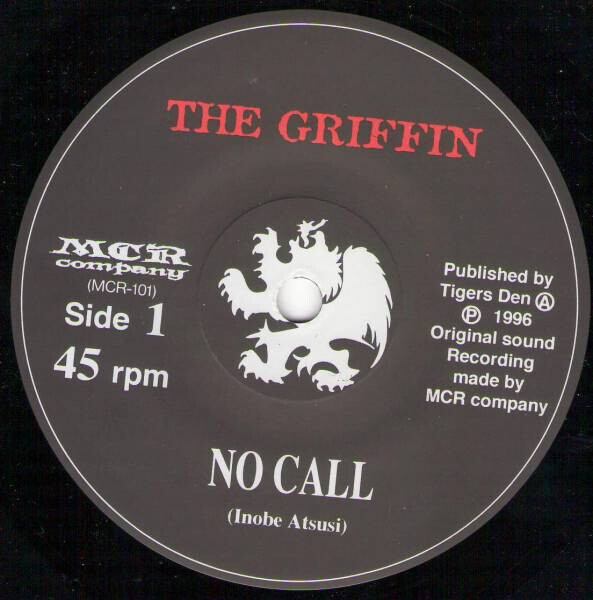 THE GRIFFIN
MCR
company
(MCR-101)
Side 1
45 rpm
Published by
Tigers Den Ⓐ
℗ 1996
Original sound
Recording
made by
MCR company
NO CALL
(Inobe Atsusi)